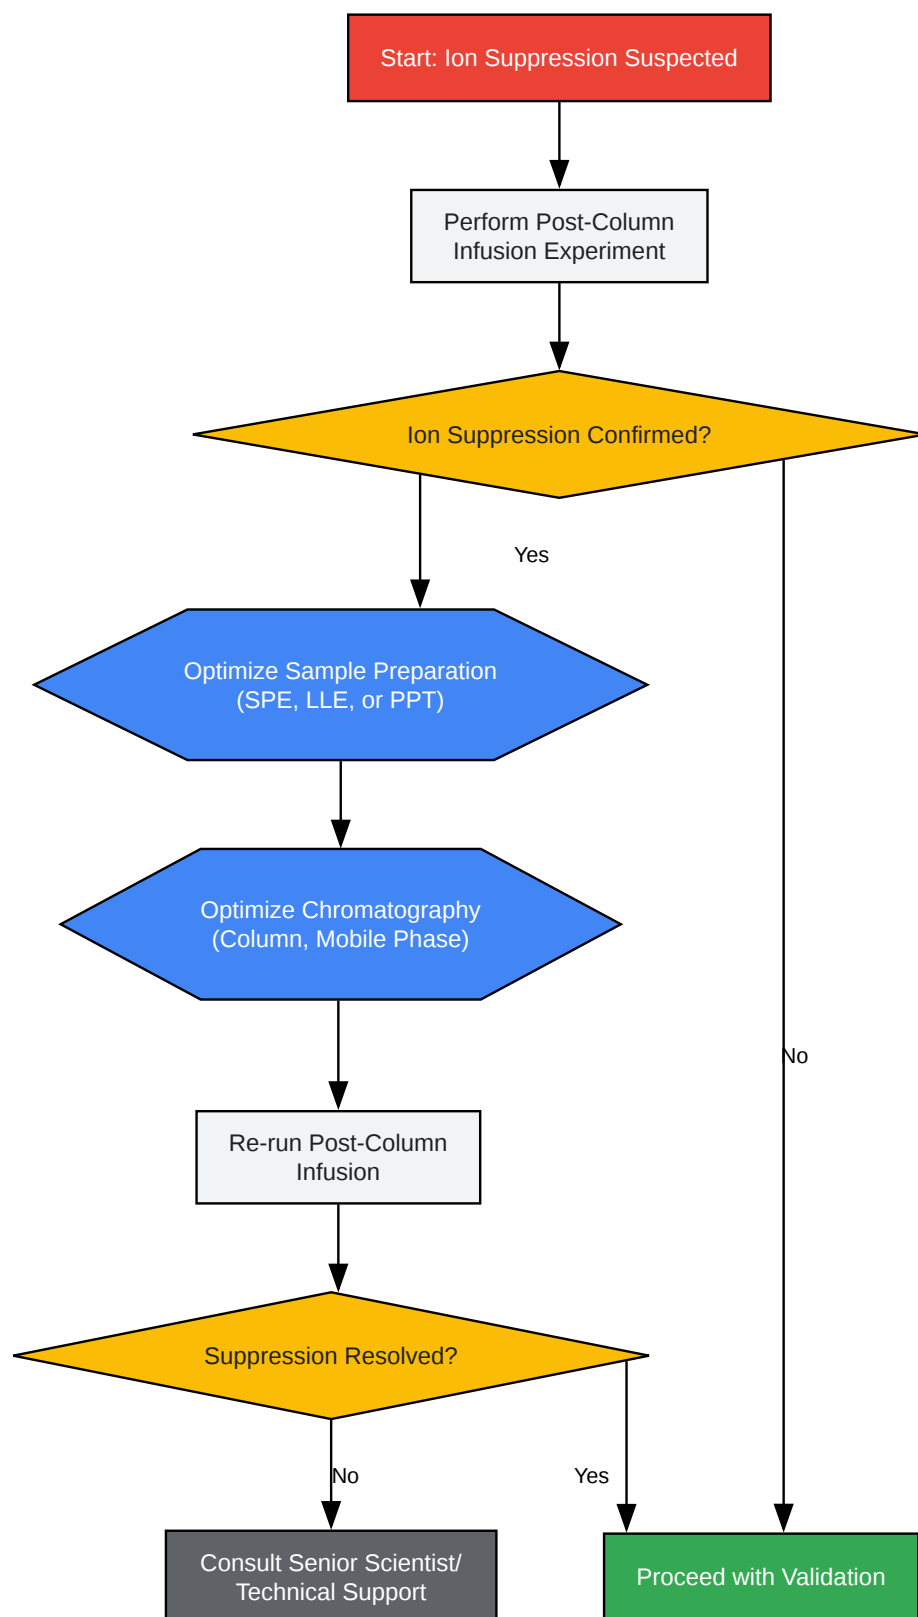 Start: Ion Suppression Suspected
Perform Post-Column
Infusion Experiment
Ion Suppression Confirmed?
Yes
Optimize Sample Preparation
(SPE, LLE, or PPT)
Optimize Chromatography
(Column, Mobile Phase)
No
Re-run Post-Column
Infusion
Suppression Resolved?
No
Yes
Consult Senior Scientist/
Technical Support
Proceed with Validation